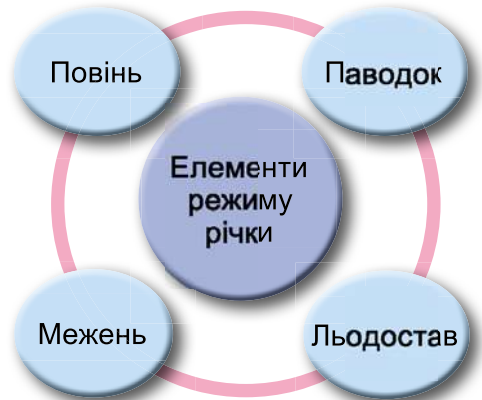 Повінь
Паводок
Елементи
режиму
річки
Межень
Льодостав